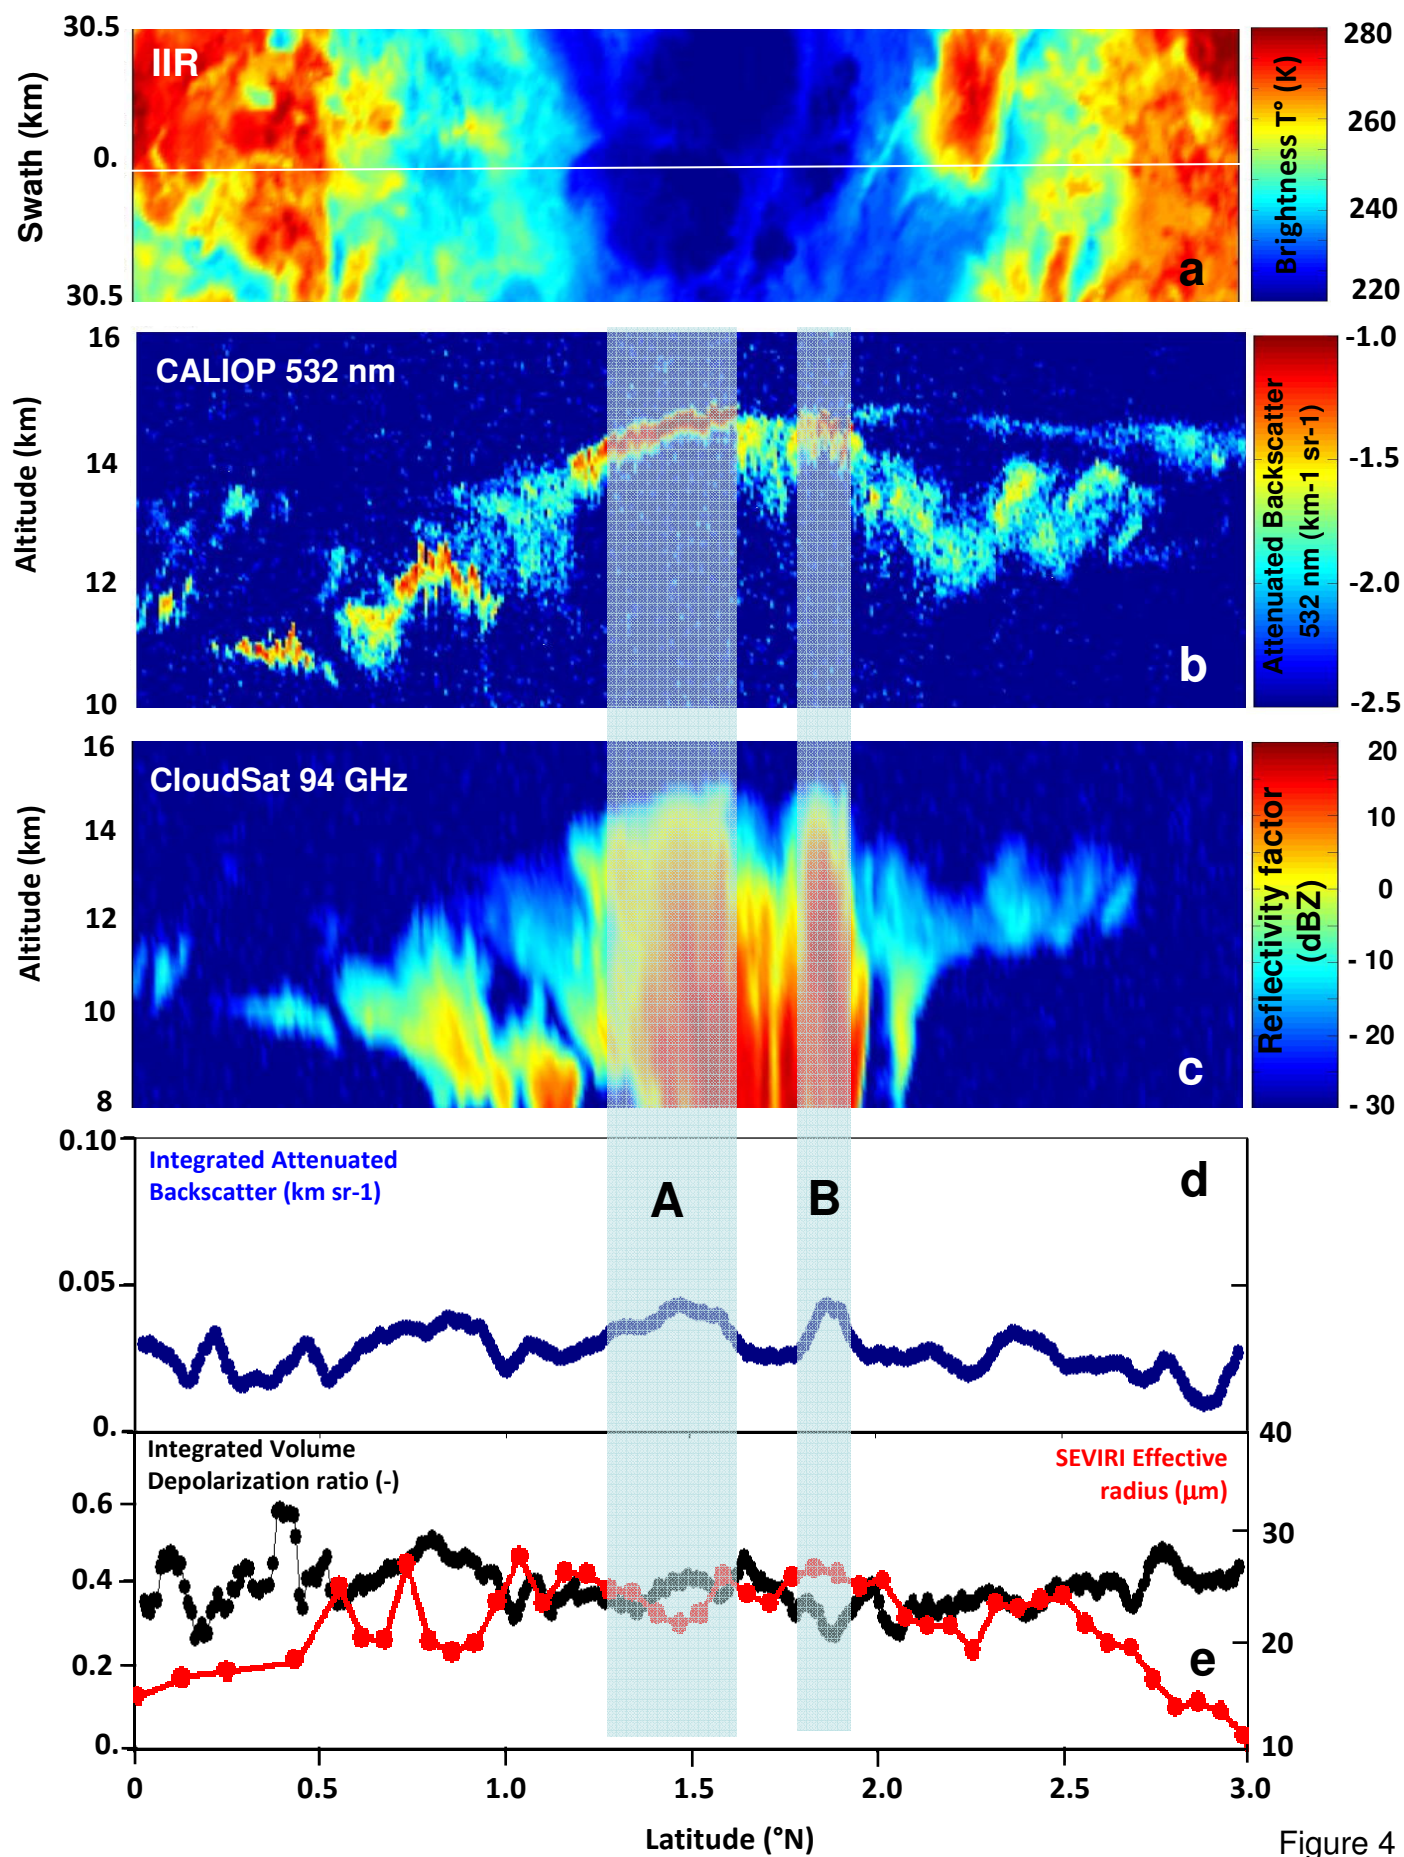 30.5
0.
30.5
Swath (km)
IIR
a
280
260
240
220
Brightness T° (K)
16
14
12
10
Altitude (km)
CALIOP 532 nm
b
-1.0
-1.5
-2.0
-2.5
Attenuated Backscatter
532 nm (km-1 sr-1)
16
14
12
10
8
Altitude (km)
CloudSat 94 GHz
c
20
10
0
- 10
- 20
- 30
Reflectivity factor
(dBZ)
0.10
0.05
0.
Integrated Attenuated
Backscatter (km sr-1)
A
B
d
Integrated Volume
Depolarization ratio (-)
SEVIRI Effective
radius (µm)
0.6
0.4
0.2
0.
40
30
20
10
e
0
0.5
1.0
1.5
2.0
2.5
3.0
Latitude (°N)
Figure 4